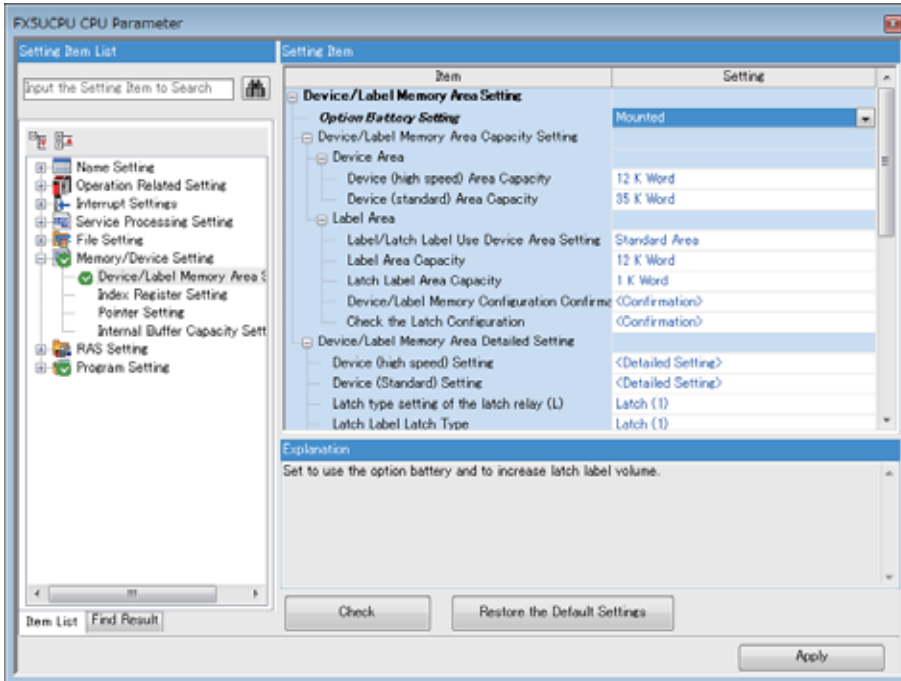 FX5UCPU CPU Parameter
Setting Item List
Input the Setting Item to Search
Name Setting
Operation Related Setting
Interrupt Settings
Service Processing Setting
File Setting
Memory/Device Setting
Device/Label Memory Area S
Index Register Setting
Pointer Setting
Internal Buffer Capacity Sett
RAS Setting
Program Setting
Item List Find Result
Setting Item
Item Setting
Device/Label Memory Area Setting
Option Battery Setting Mounted
Device/Label Memory Area Capacity Setting
Device Area
Device (high speed) Area Capacity 12 K Word
Device (standard) Area Capacity 35 K Word
Label Area
Label/Latch Label Use Device Area Setting Standard Area
Label Area Capacity 12 K Word
Latch Label Area Capacity 1 K Word
Device/Label Memory Configuration Confirma <Confirmation>
Check the Latch Configuration <Confirmation>
Device/Label Memory Area Detailed Setting
Device (high speed) Setting <Detailed Setting>
Device (Standard) Setting <Detailed Setting>
Latch type setting of the latch relay (L) Latch (1)
Latch Label Latch Type Latch (1)
Explanation
Set to use the option battery and to increase latch label volume.
Check Restore the Default Settings
Apply